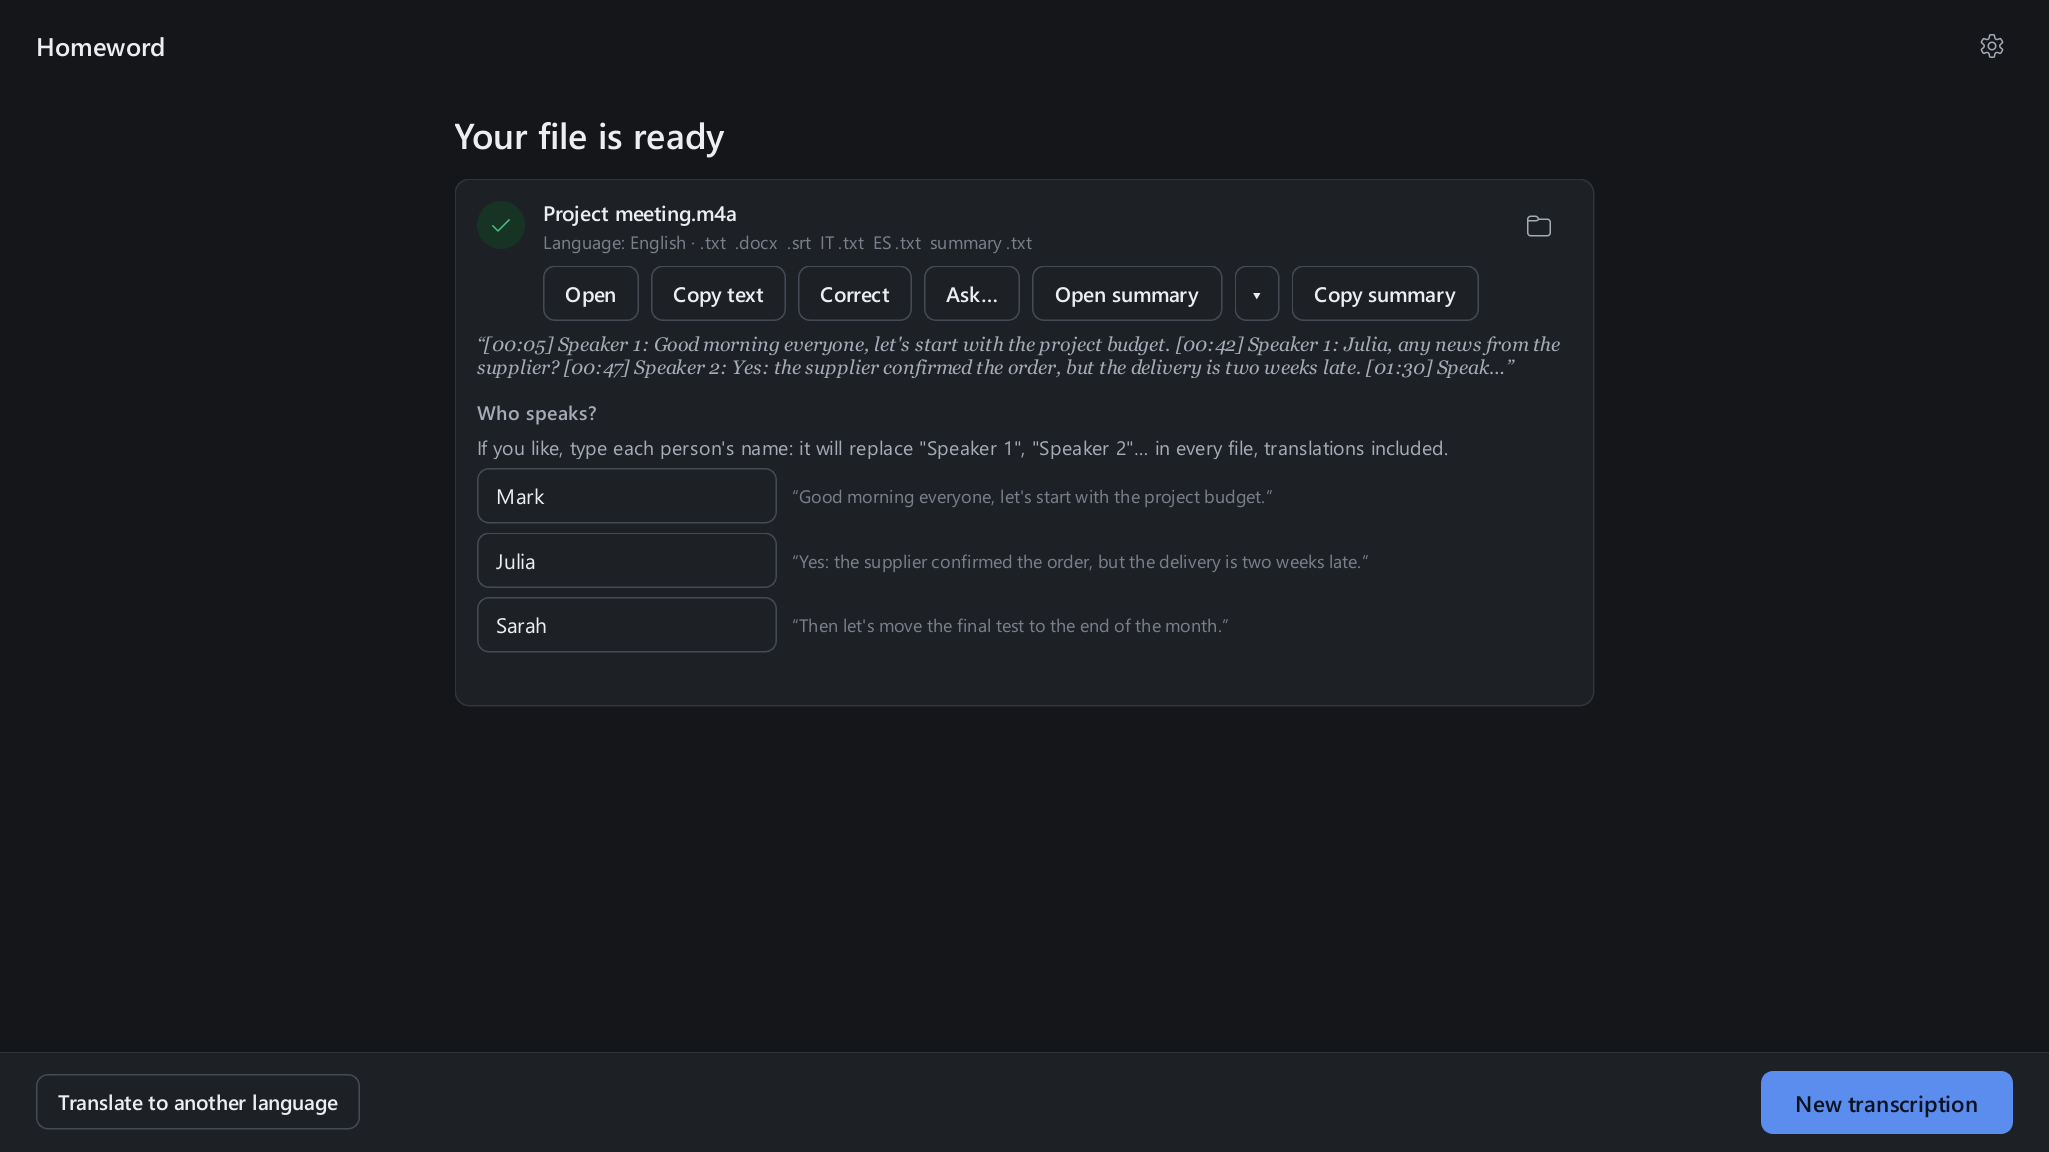 Homeword
Your file is ready
Project meeting.m4a
Language: English · .txt .docx .srt IT.txt ES.txt summary.txt
Open
Copy text
Correct
Ask...
Open summary
▾
Copy summary
“[00:05] Speaker 1: Good morning everyone, let's start with the project budget. [00:42] Speaker 1: Julia, any news from the
supplier? [00:47] Speaker 2: Yes: the supplier confirmed the order, but the delivery is two weeks late. [01:30] Speak...”
Who speaks?
If you like, type each person's name: it will replace "Speaker 1", "Speaker 2"... in every file, translations included.
Mark
“Good morning everyone, let's start with the project budget.”
Julia
“Yes: the supplier confirmed the order, but the delivery is two weeks late.”
Sarah
“Then let's move the final test to the end of the month.”
Translate to another language
New transcription